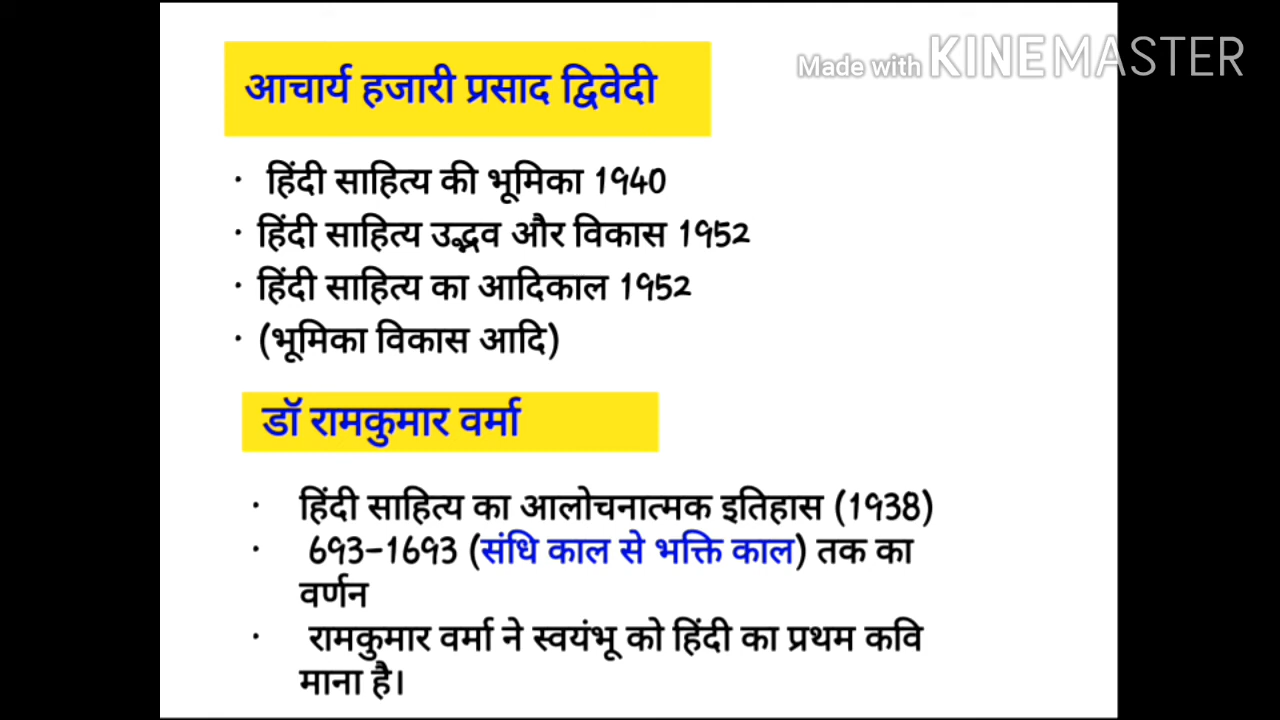 Made with KINEMASTER
आचार्य हजारी प्रसाद द्विवेदी
· हिंदी साहित्य की भूमिका 1940
· हिंदी साहित्य उद्भव और विकास 1952
· हिंदी साहित्य का आदिकाल 1952
· (भूमिका विकास आदि)
डॉ रामकुमार वर्मा
· हिंदी साहित्य का आलोचनात्मक इतिहास (1938)
· 693-1693 (संधि काल से भक्ति काल) तक का
वर्णन
· रामकुमार वर्मा ने स्वयंभू को हिंदी का प्रथम कवि
माना है।